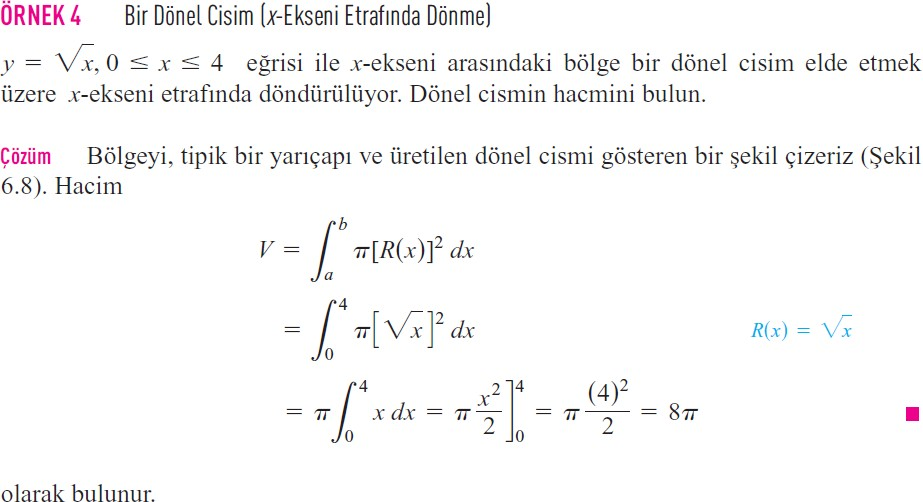 ÖRNEK 4 Bir Dönel Cisim (x-Ekseni Etrafında Dönme)
y = √x, 0 ≤ x ≤ 4 eğrisi ile x-ekseni arasındaki bölge bir dönel cisim elde etmek
üzere x-ekseni etrafında döndürülüyor. Dönel cismin hacmini bulun.
Çözüm Bölgeyi, tipik bir yarıçapı ve üretilen dönel cismi gösteren bir şekil çizeriz (Şekil
6.8). Hacim
V = ∫_a^b π[R(x)]² dx
= ∫_0^4 π[√x]² dx R(x) = √x
= π ∫_0^4 x dx = π x²/2 ]_0^4 = π (4)²/2 = 8π
olarak bulunur.